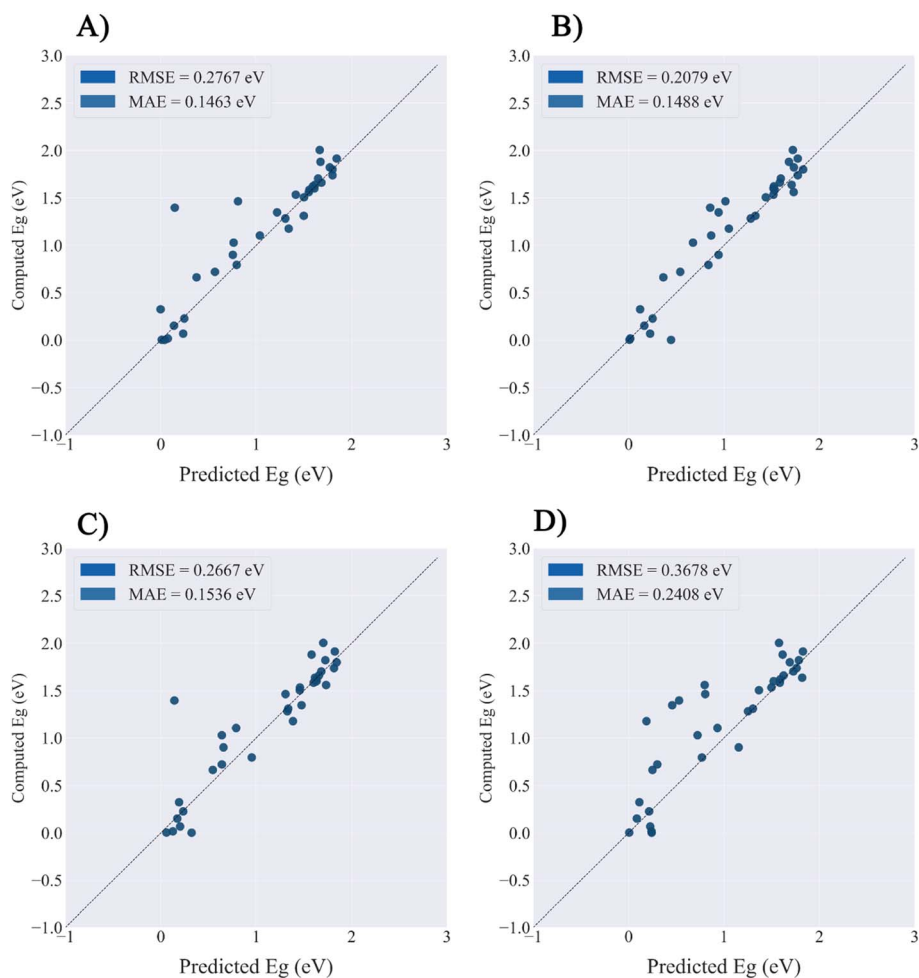 A)
RMSE = 0.2767 eV
MAE = 0.1463 eV
Computed Eg (eV)
3.0
2.5
2.0
1.5
1.0
0.5
0.0
−0.5
−1.0
−1 0 1 2 3
Predicted Eg (eV)
B)
RMSE = 0.2079 eV
MAE = 0.1488 eV
Computed Eg (eV)
3.0
2.5
2.0
1.5
1.0
0.5
0.0
−0.5
−1.0
−1 0 1 2 3
Predicted Eg (eV)
C)
RMSE = 0.2667 eV
MAE = 0.1536 eV
Computed Eg (eV)
3.0
2.5
2.0
1.5
1.0
0.5
0.0
−0.5
−1.0
−1 0 1 2 3
Predicted Eg (eV)
D)
RMSE = 0.3678 eV
MAE = 0.2408 eV
Computed Eg (eV)
3.0
2.5
2.0
1.5
1.0
0.5
0.0
−0.5
−1.0
−1 0 1 2 3
Predicted Eg (eV)